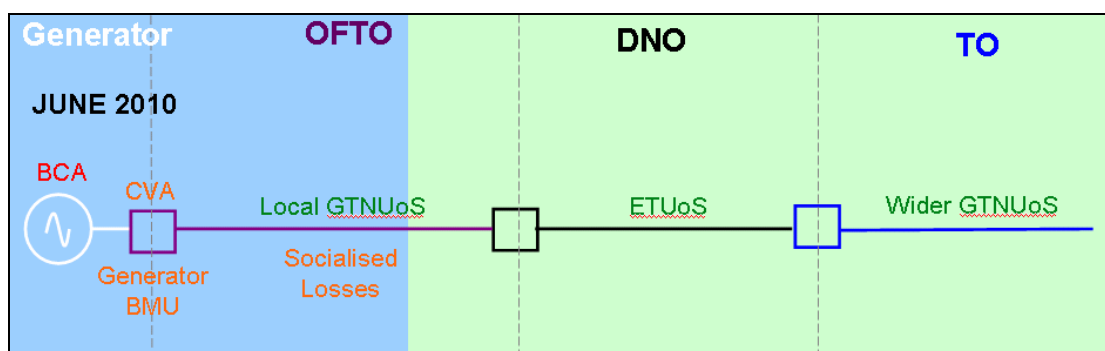 Generator OFTO DNO TO
JUNE 2010
BCA
CVA
Local GTNUoS ETUoS Wider GTNUoS
Generator
BMU
Socialised
Losses